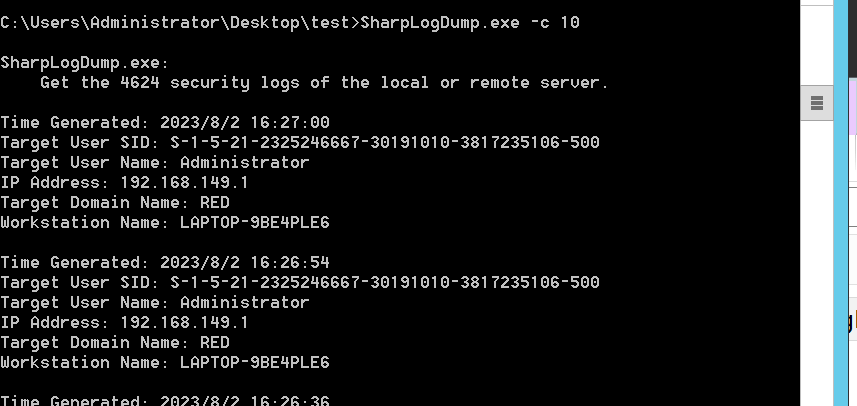 C:\Users\Administrator\Desktop\test>SharpLogDump.exe -c 10
SharpLogDump.exe:
    Get the 4624 security logs of the local or remote server.
Time Generated: 2023/8/2 16:27:00
Target User SID: S-1-5-21-2325246667-30191010-3817235106-500
Target User Name: Administrator
IP Address: 192.168.149.1
Target Domain Name: RED
Workstation Name: LAPTOP-9BE4PLE6
Time Generated: 2023/8/2 16:26:54
Target User SID: S-1-5-21-2325246667-30191010-3817235106-500
Target User Name: Administrator
IP Address: 192.168.149.1
Target Domain Name: RED
Workstation Name: LAPTOP-9BE4PLE6
Time Generated: 2023/8/2 16:26:36